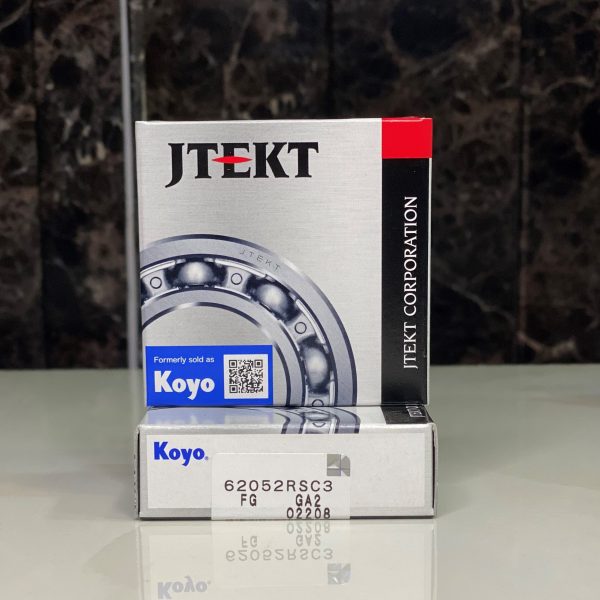 JTEKT
JTEKT
JTEKT CORPORATION
Formerly sold as
Koyo
Koyo
62052RSC3
FG GA2
02208